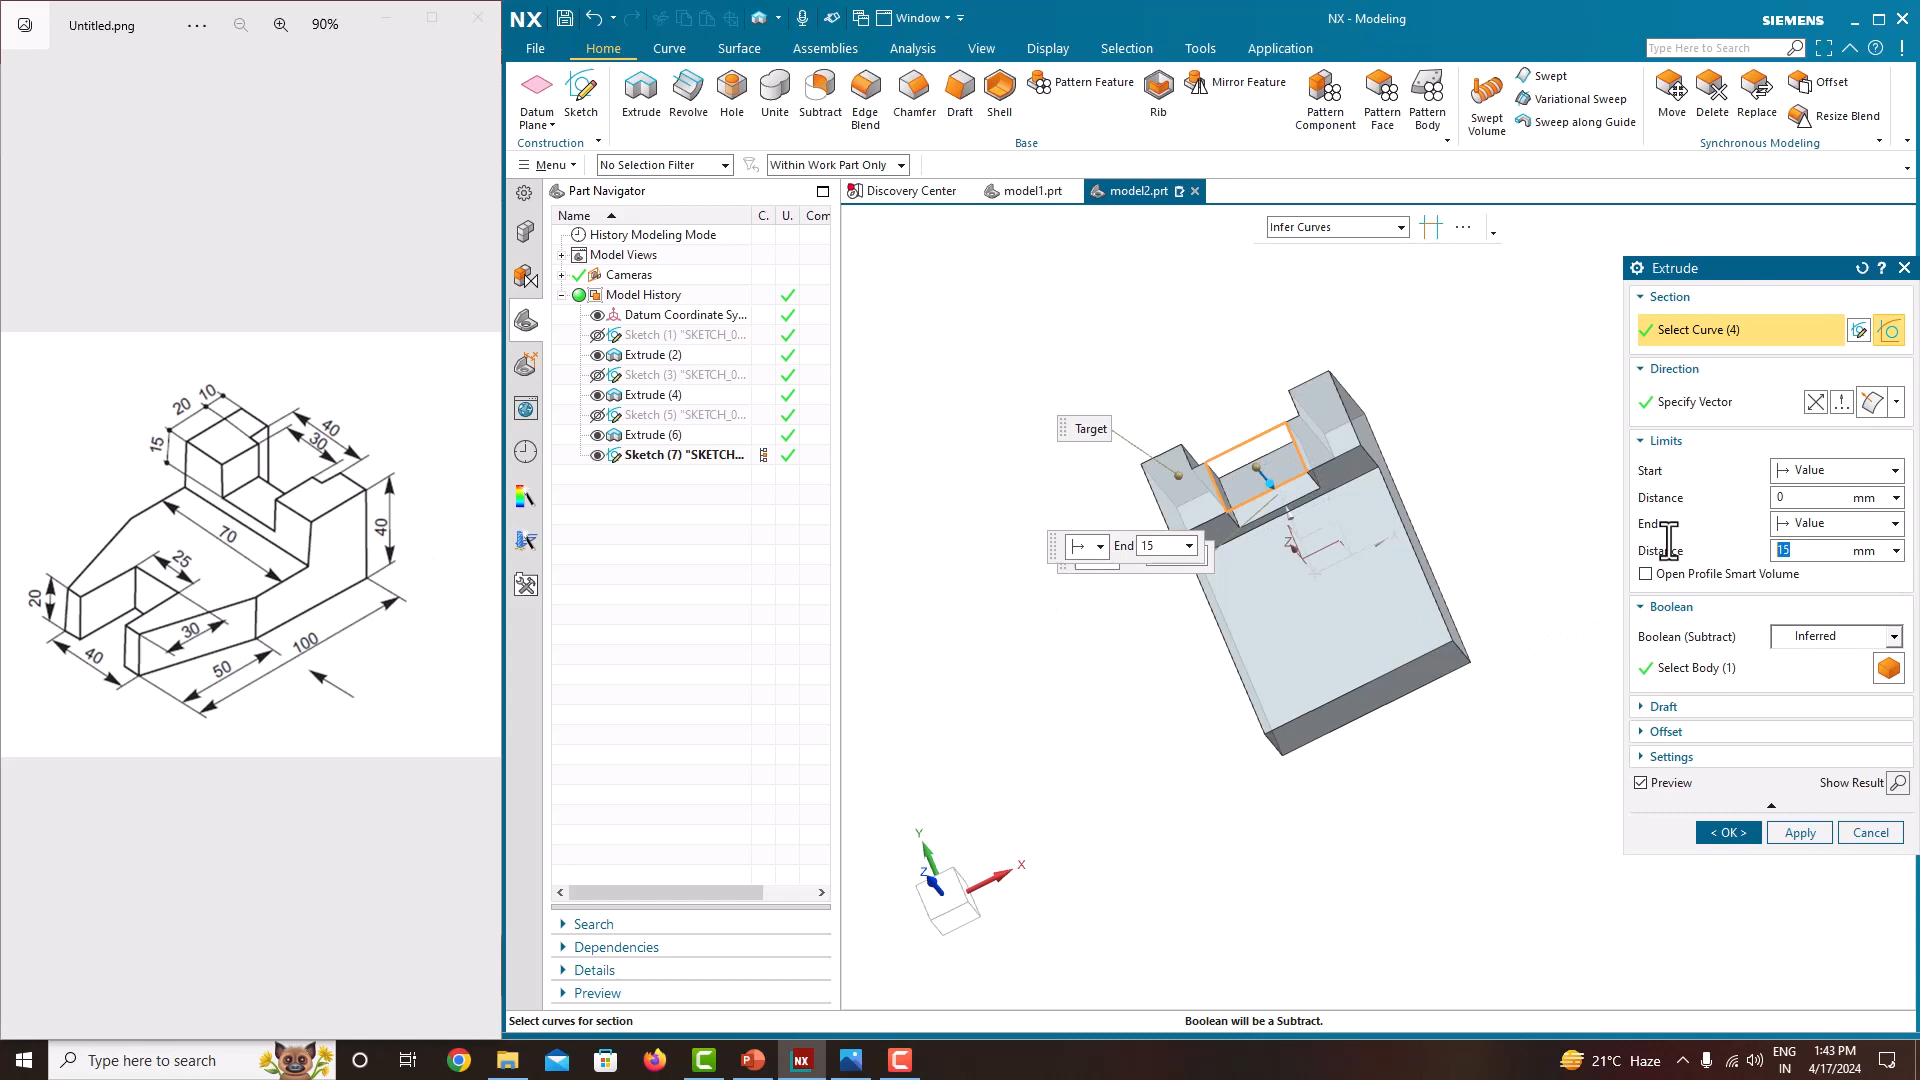 Untitled.png
...
90%
20
10
15
40
30
40
70
25
20
30
50
100
40
NX
Window
NX - Modeling
SIEMENS
File
Home
Curve
Surface
Assemblies
Analysis
View
Display
Selection
Tools
Application
Type Here to Search
Datum
Plane
Sketch
Extrude
Revolve
Hole
Unite
Subtract
Edge
Blend
Chamfer
Draft
Shell
Pattern Feature
Rib
Mirror Feature
Pattern
Component
Pattern
Face
Pattern
Body
Swept
Volume
Swept
Variational Sweep
Sweep along Guide
Move
Delete
Replace
Offset
Resize Blend
Construction
Base
Synchronous Modeling
Menu
No Selection Filter
Within Work Part Only
Part Navigator
Name
C.
U.
Com
History Modeling Mode
Model Views
Cameras
Model History
Datum Coordinate Sy...
Sketch (1) "SKETCH_0...
Extrude (2)
Sketch (3) "SKETCH_0...
Extrude (4)
Sketch (5) "SKETCH_0...
Extrude (6)
Sketch (7) "SKETCH...
Search
Dependencies
Details
Preview
Discovery Center
model1.prt
model2.prt
Infer Curves
Target
End 15
Z
Y
Z
X
Extrude
Section
Select Curve (4)
Direction
Specify Vector
Limits
Start
Value
Distance
0 mm
End
Value
Distance
15 mm
Open Profile Smart Volume
Boolean
Boolean (Subtract)
Inferred
Select Body (1)
Draft
Offset
Settings
Preview
Show Result
< OK >
Apply
Cancel
Select curves for section
Boolean will be a Subtract.
Type here to search
21°C Haze
ENG
IN
1:43 PM
4/17/2024